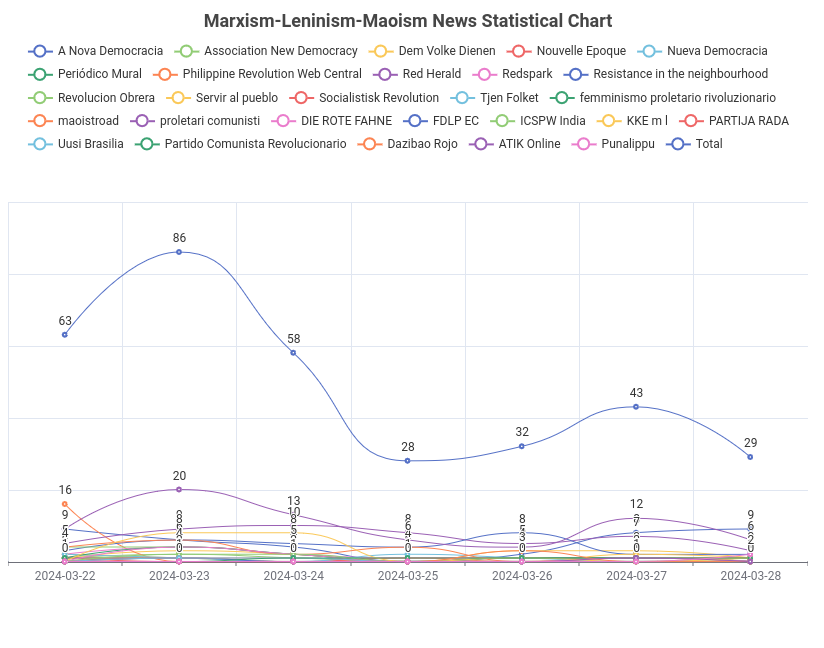 Marxism-Leninism-Maoism News Statistical Chart
A Nova Democracia Association New Democracy Dem Volke Dienen Nouvelle Epoque Nueva Democracia
Periódico Mural Philippine Revolution Web Central Red Herald Redspark Resistance in the neighbourhood
Revolucion Obrera Servir al pueblo Socialistisk Revolution Tjen Folket femminismo proletario rivoluzionario
maoistroad proletari comunisti DIE ROTE FAHNE FDLP EC ICSPW India KKE m l PARTIJA RADA
Uusi Brasilia Partido Comunista Revolucionario Dazibao Rojo ATIK Online Punalippu Total
86
63
58
43
28 32 29
20
16
13
12
9 8 10 8 8 9
8 6 7 6
0 0 0 0 0 0 0
2024-03-22 2024-03-23 2024-03-24 2024-03-25 2024-03-26 2024-03-27 2024-03-28